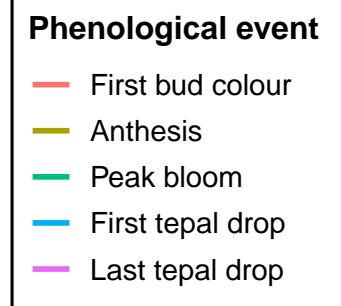 Phenological event
First bud colour
Anthesis
Peak bloom
First tepal drop
Last tepal drop